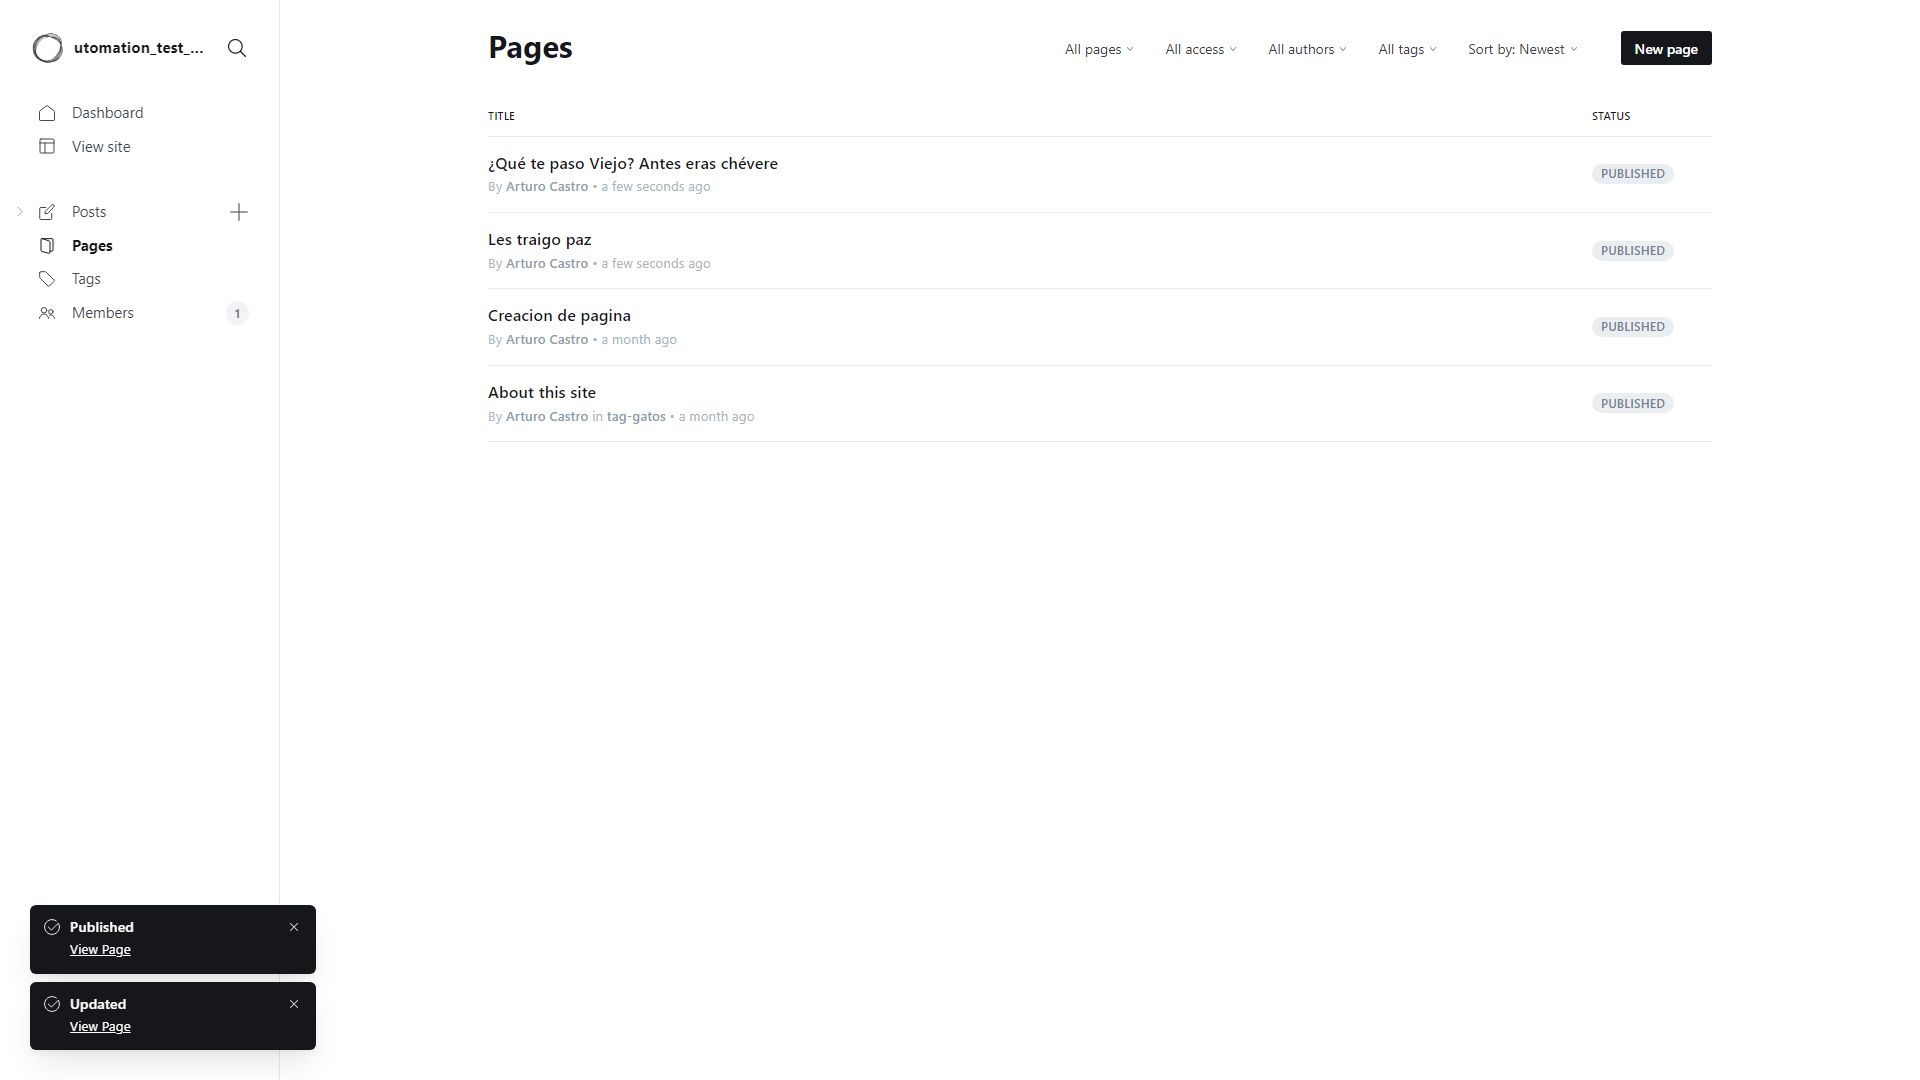 utomation_test_...
Dashboard
View site
Posts
Pages
Tags
Members
1
Pages
All pages
All access
All authors
All tags
Sort by: Newest
New page
TITLE
STATUS
¿Qué te paso Viejo? Antes eras chévere
By Arturo Castro • a few seconds ago
PUBLISHED
Les traigo paz
By Arturo Castro • a few seconds ago
PUBLISHED
Creacion de pagina
By Arturo Castro • a month ago
PUBLISHED
About this site
By Arturo Castro in tag-gatos • a month ago
PUBLISHED
Published
View Page
Updated
View Page